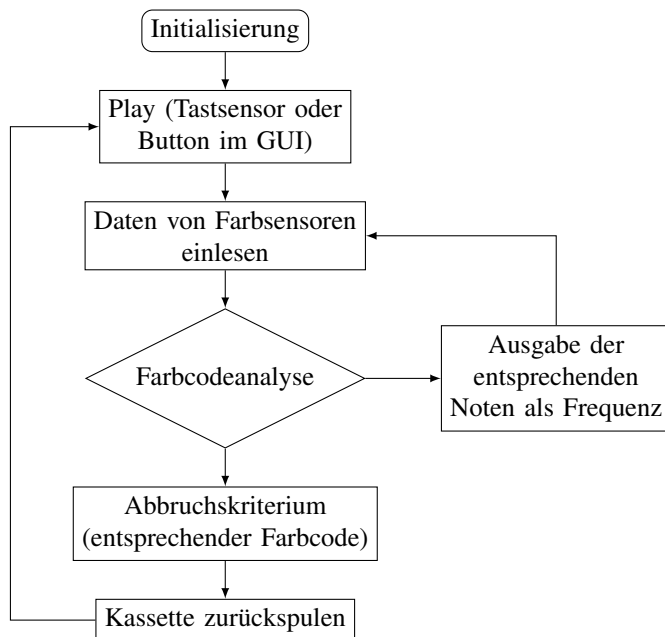 Initialisierung
Play (Tastsensor oder
Button im GUI)
Daten von Farbsensoren
einlesen
Farbcodeanalyse
Ausgabe der
entsprechenden
Noten als Frequenz
Abbruchskriterium
(entsprechender Farbcode)
Kassette zurückspulen